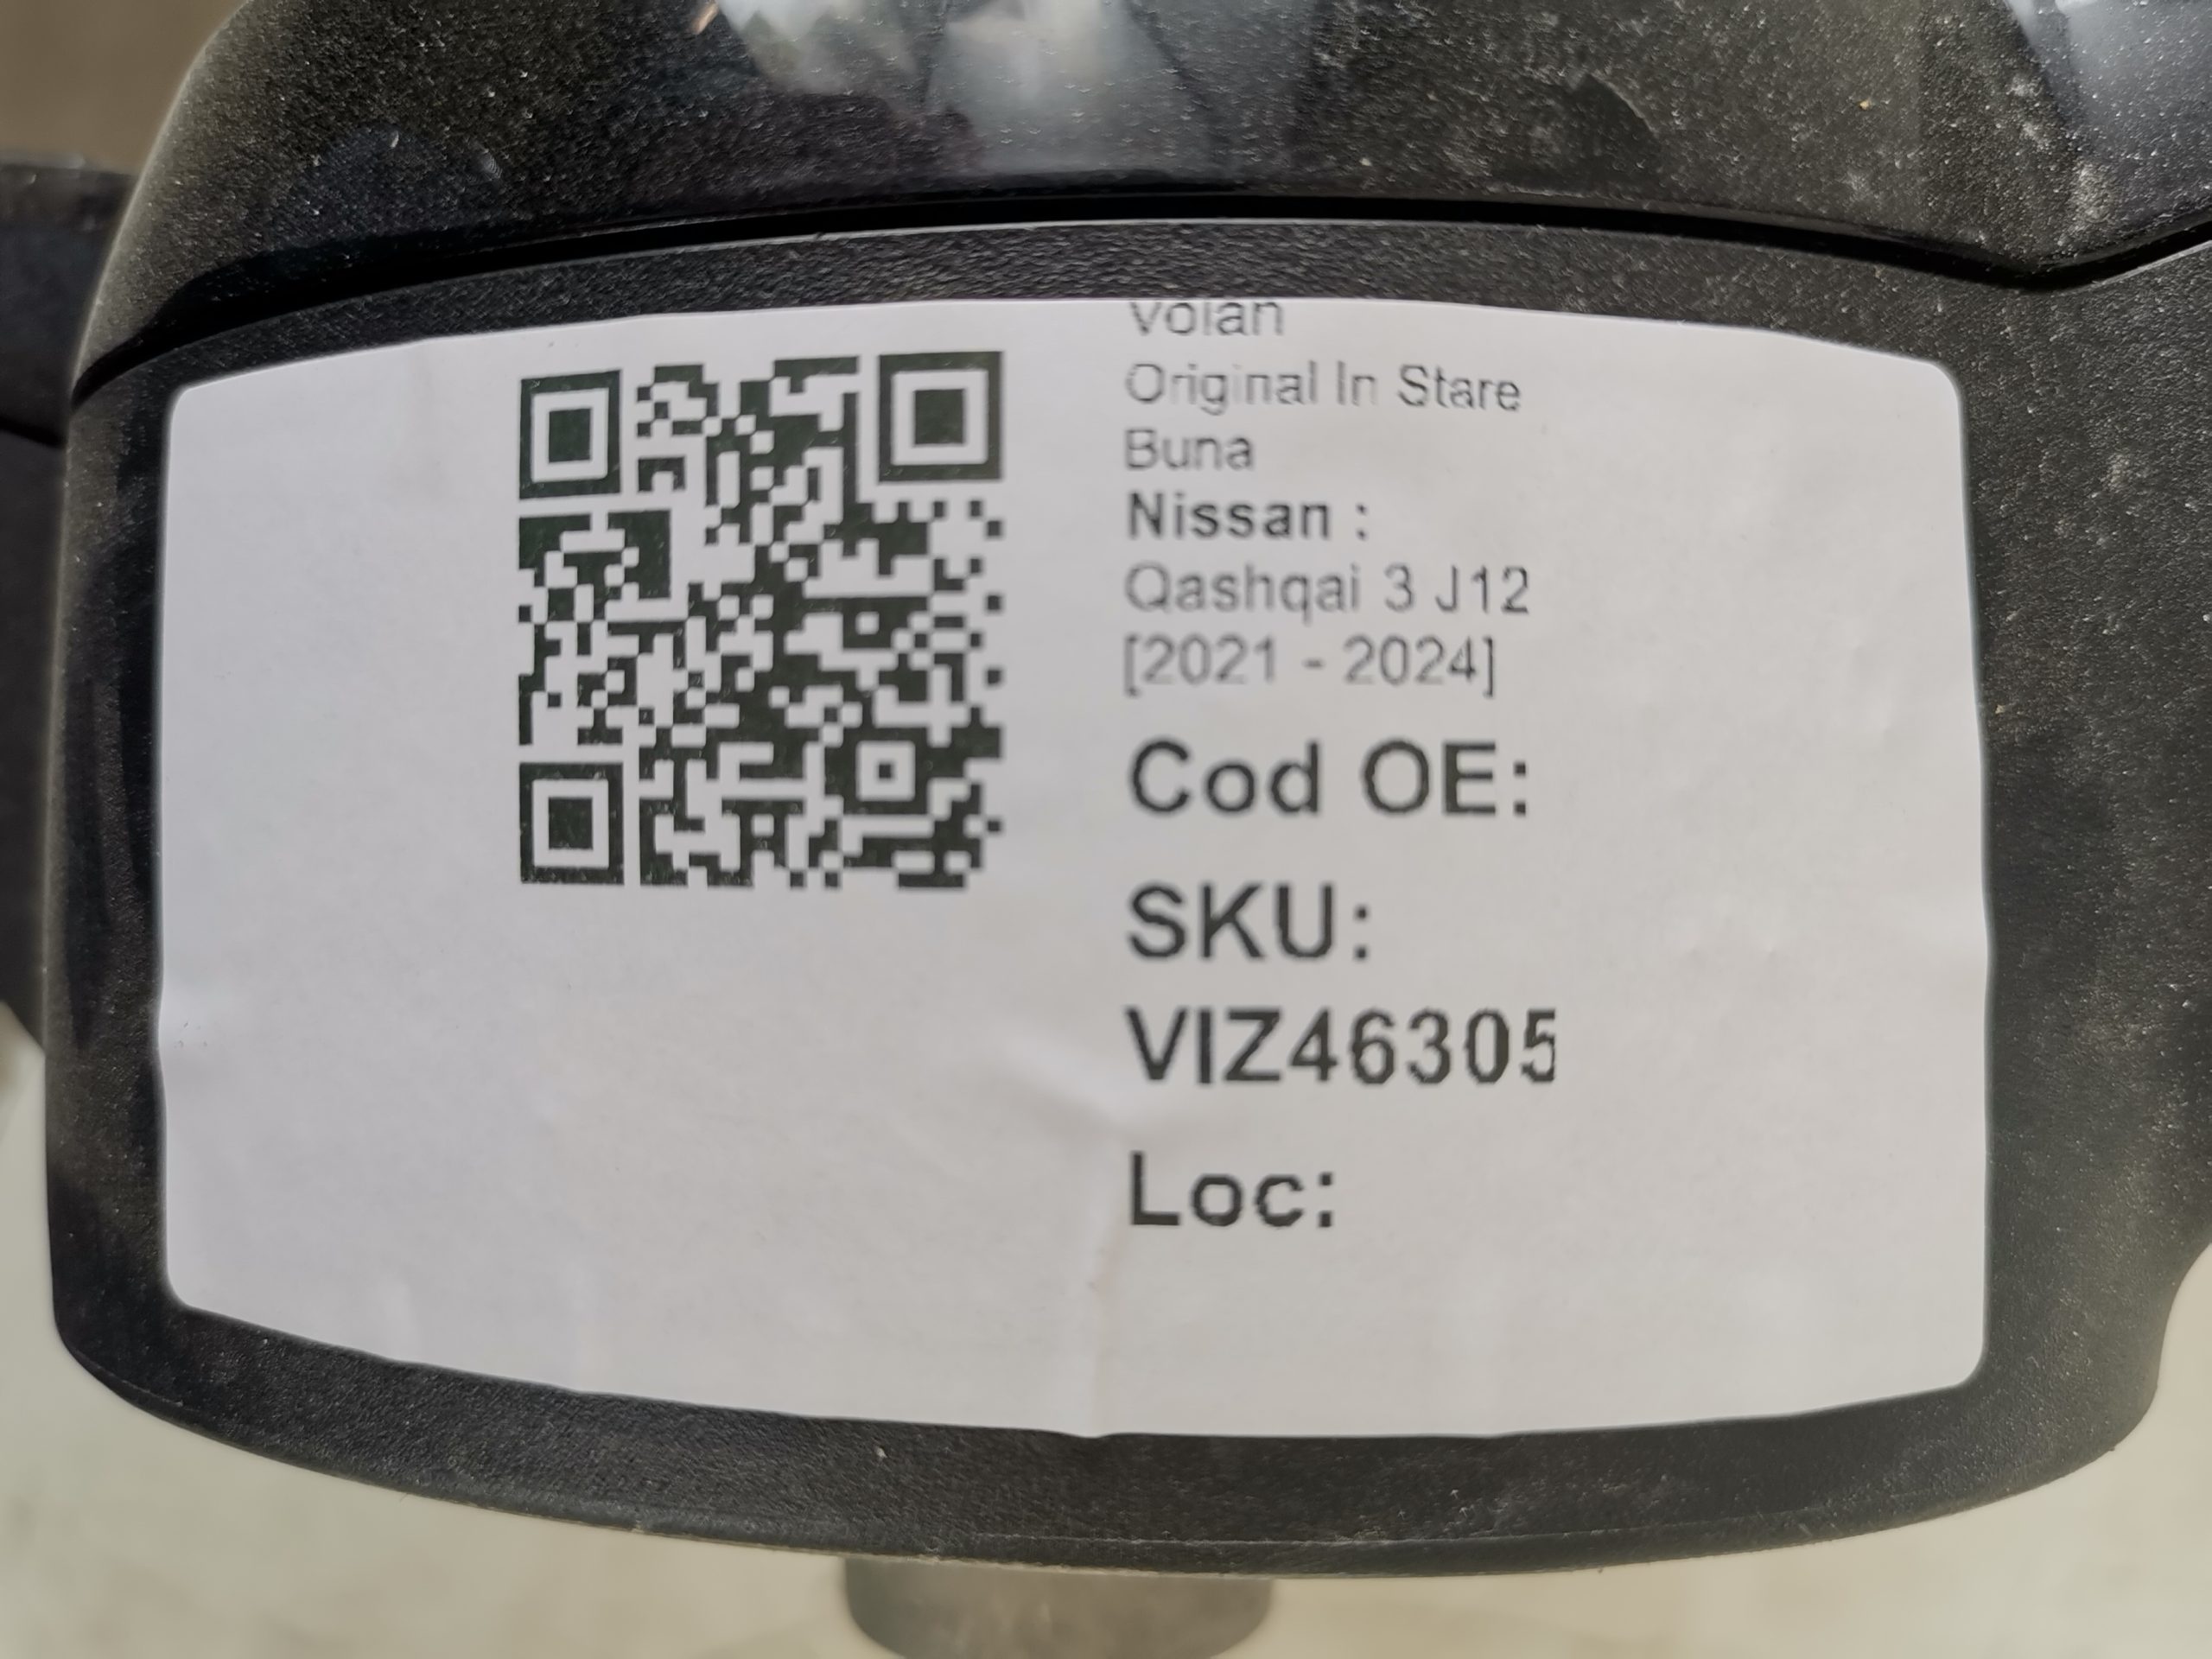 Volan
Original In Stare
Buna
Nissan :
Qashqai 3 J12
[2021 - 2024]
Cod OE:
SKU:
VIZ46305
Loc: